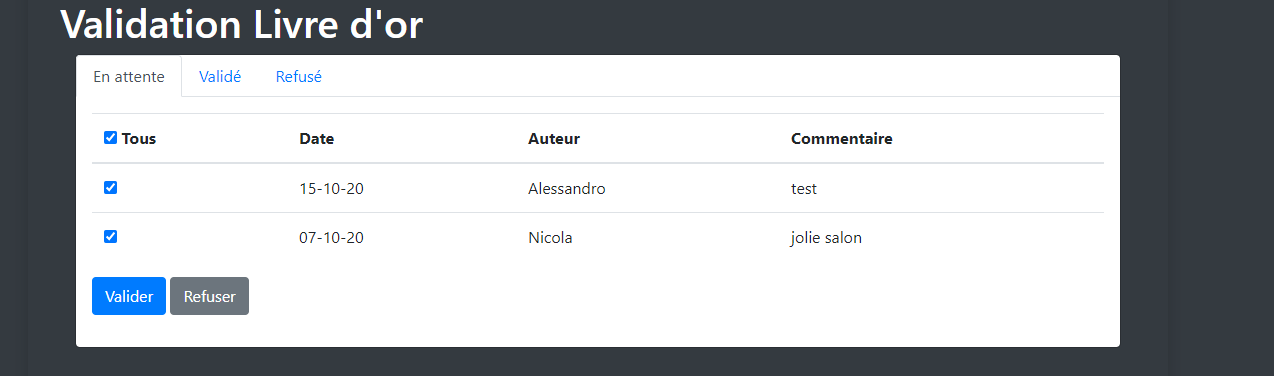 Validation Livre d'or
En attente Validé Refusé
Tous Date Auteur Commentaire
15-10-20 Alessandro test
07-10-20 Nicola jolie salon
Valider Refuser